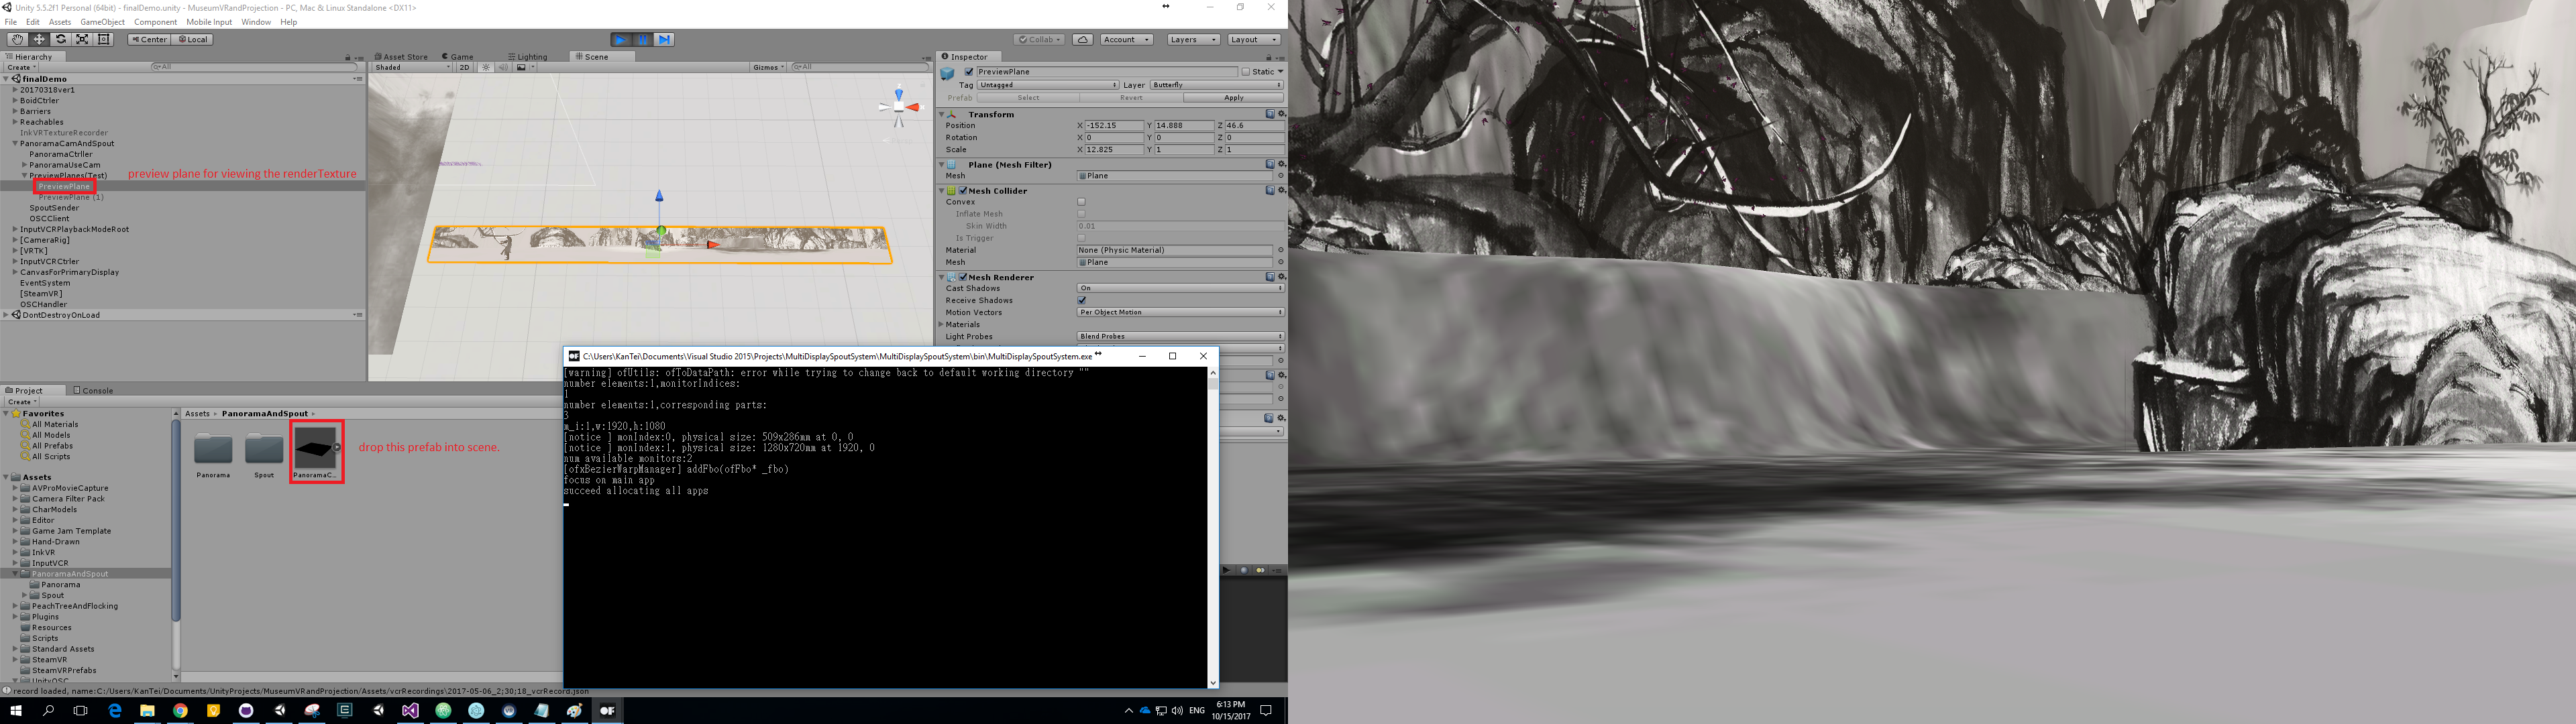 Unity 5.5.2f1 Personal (64bit) - finalDemo.unity - MuseumVRandProjection - PC, Mac & Linux Standalone <DX11>
File Edit Assets GameObject Component Mobile Input Window Help
Center Local
Collab Account Layers Layout
Hierarchy
Create All
finalDemo
20170318ver1
BoidCtrler
Barriers
Reachables
InkVRTextureRecorder
PanoramaCamAndSpout
PanoramaCtrller
PanoramaUseCam
PreviewPlanes(Test)
PreviewPlane
PreviewPlane (1)
SpoutSender
OSCClient
InputVCRPlaybackModeRoot
[CameraRig]
[VRTK]
InputVCRCtrler
CanvasForPrimaryDisplay
EventSystem
[SteamVR]
OSCHandler
DontDestroyOnLoad
preview plane for viewing the renderTexture
Asset Store Game Lighting Scene
Shaded 2D Gizmos All
Inspector
PreviewPlane Static
Tag Untagged Layer Butterfly
Prefab Select Revert Apply
Transform
Position X -152.15 Y 14.888 Z 46.6
Rotation X 0 Y 0 Z 0
Scale X 12.825 Y 1 Z 1
Plane (Mesh Filter)
Mesh Plane
Mesh Collider
Convex
Inflate Mesh
Skin Width 0.01
Is Trigger
Material None (Physic Material)
Mesh Plane
Mesh Renderer
Cast Shadows On
Receive Shadows
Motion Vectors Per Object Motion
Materials
Light Probes Blend Probes
Project Console
Create
Favorites
All Materials
All Models
All Prefabs
All Scripts
Assets
AVProMovieCapture
Camera Filter Pack
CharModels
Editor
Game Jam Template
Hand-Drawn
InkVR
InputVCR
PanoramaAndSpout
Panorama
Spout
PeachTreeAndFlocking
Plugins
Resources
Scripts
Standard Assets
SteamVR
SteamVRPrefabs
UnityOSC
Assets PanoramaAndSpout
Panorama Spout PanoramaC...
drop this prefab into scene.
C:\Users\KanTei\Documents\Visual Studio 2015\Projects\MultiDisplaySpoutSystem\MultiDisplaySpoutSystem\bin\MultiDisplaySpoutSystem.exe
[warning] ofUtils: ofToDataPath: error while trying to change back to default working directory ""
number elements:1,monitorIndices:
1
number elements:1,corresponding parts:
3
m_i:1,w:1920,h:1080
[notice ] monIndex:0, physical size: 509x286mm at 0, 0
[notice ] monIndex:1, physical size: 1280x720mm at 1920, 0
num available monitors:2
[ofxBezierWarpManager] addFbo(ofFbo* _fbo)
focus on main app
succeed allocating all apps
record loaded, name:C:/Users/KanTei/Documents/UnityProjects/MuseumVRandProjection/Assets/vcrRecordings\2017-05-06_2;30;18_vcrRecord.json
ENG
6:13 PM
10/15/2017